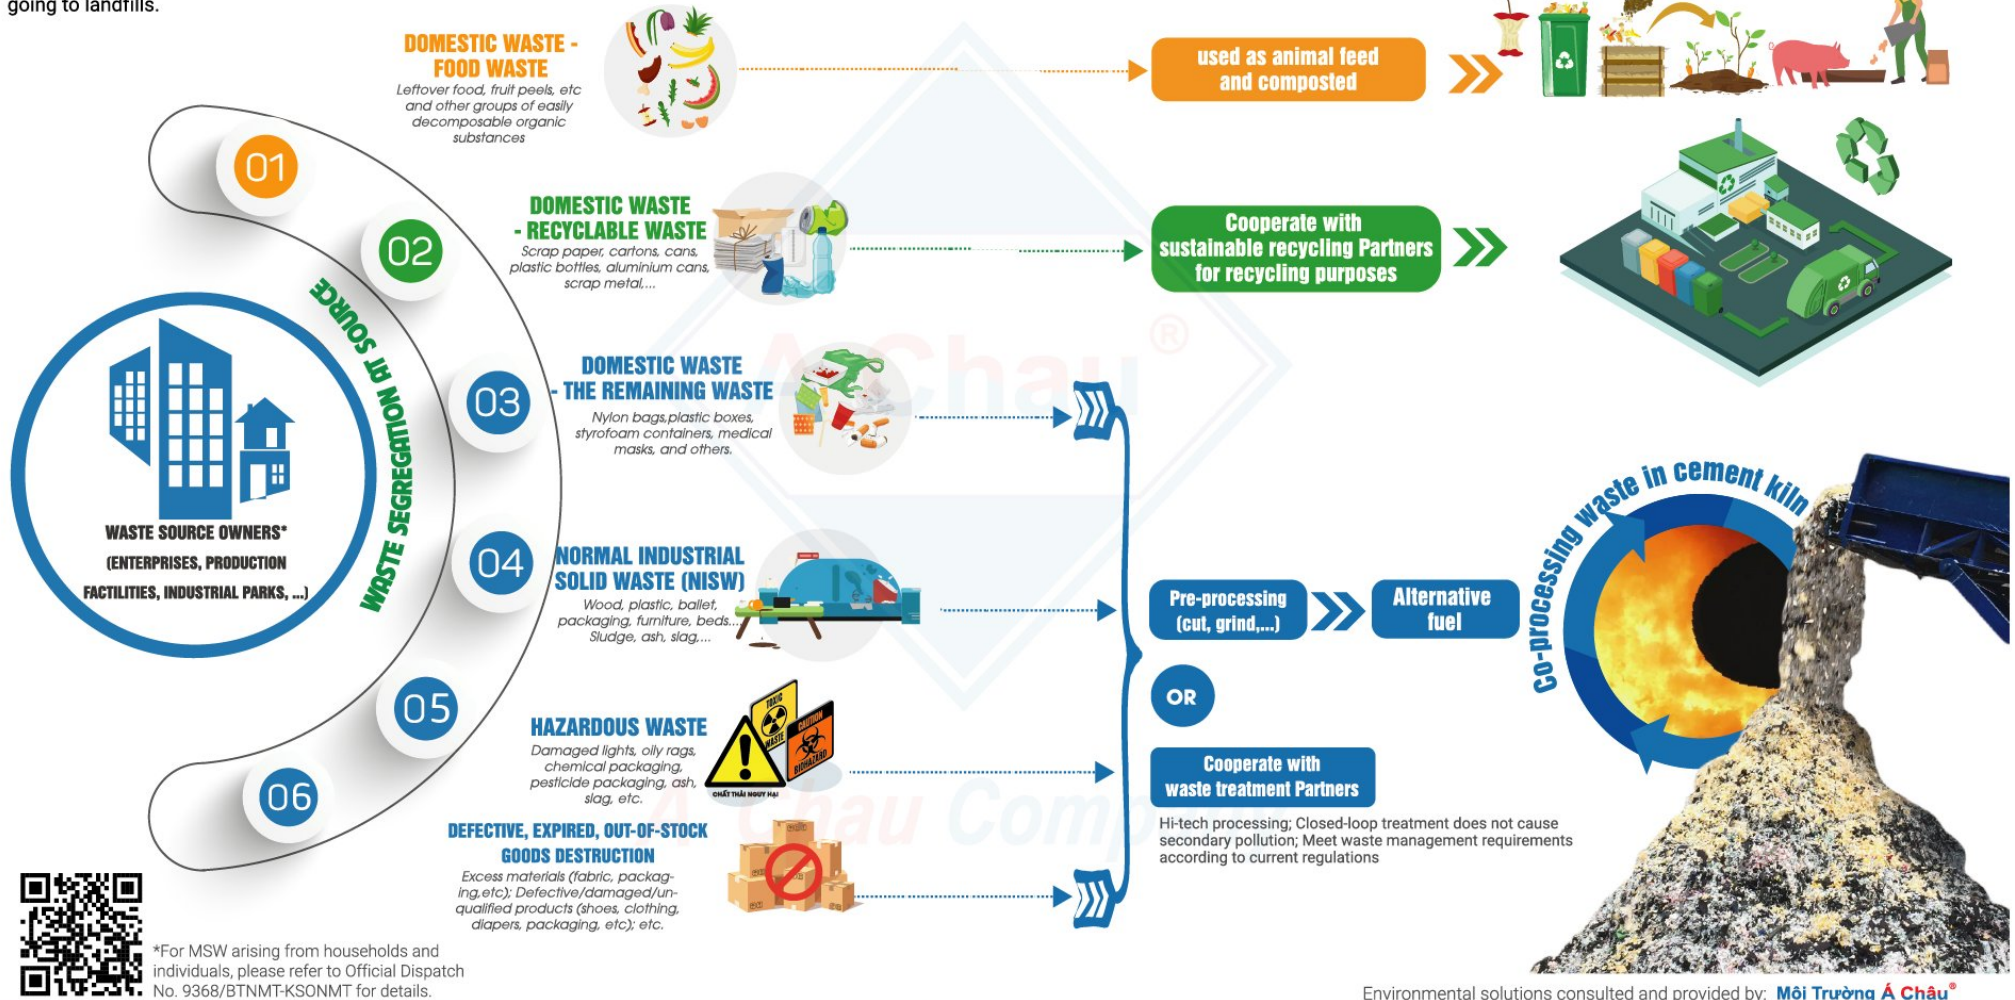 going to landfills.
DOMESTIC WASTE -
FOOD WASTE
Leftover food, fruit peels, etc
and other groups of easily
decomposable organic
substances
used as animal feed
and composted
01
02
DOMESTIC WASTE
- RECYCLABLE WASTE
Scrap paper, cartons, cans,
plastic bottles, aluminium cans,
scrap metal,...
Cooperate with
sustainable recycling Partners
for recycling purposes
WASTE SEGREGATION AT SOURCE
03
DOMESTIC WASTE
- THE REMAINING WASTE
Nylon bags,plastic boxes,
styrofoam containers, medical
masks, and others.
A Chau®
WASTE SOURCE OWNERS*
(ENTERPRISES, PRODUCTION
FACTILITIES, INDUSTRIAL PARKS, ...)
04
NORMAL INDUSTRIAL
SOLID WASTE (NISW)
Wood, plastic, ballet,
packaging, furniture, beds...
Sludge, ash, slag,...
Pre-processing
(cut, grind,...)
Alternative
fuel
Co-processing waste in cement kiln
OR
05
HAZARDOUS WASTE
Damaged lights, oily rags,
chemical packaging,
pesticide packaging, ash,
slag, etc.
TOXIC
WASTE
CAUTION
BIOHAZARD
CHẤT THẢI NGUY HẠI
Cooperate with
waste treatment Partners
Hi-tech processing; Closed-loop treatment does not cause
secondary pollution; Meet waste management requirements
according to current regulations
06
DEFECTIVE, EXPIRED, OUT-OF-STOCK
GOODS DESTRUCTION
Excess materials (fabric, packag-
ing,etc); Defective/damaged/un-
qualified products (shoes, clothing,
diapers, packaging, etc); etc.
*For MSW arising from households and
individuals, please refer to Official Dispatch
No. 9368/BTNMT-KSONMT for details.
Environmental solutions consulted and provided by: Môi Trường Á Châu®